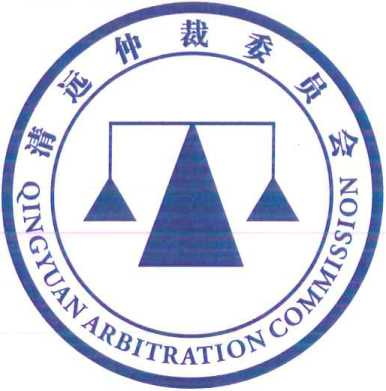 清远仲裁委员会
QINGYUAN ARBITRATION COMMISSION